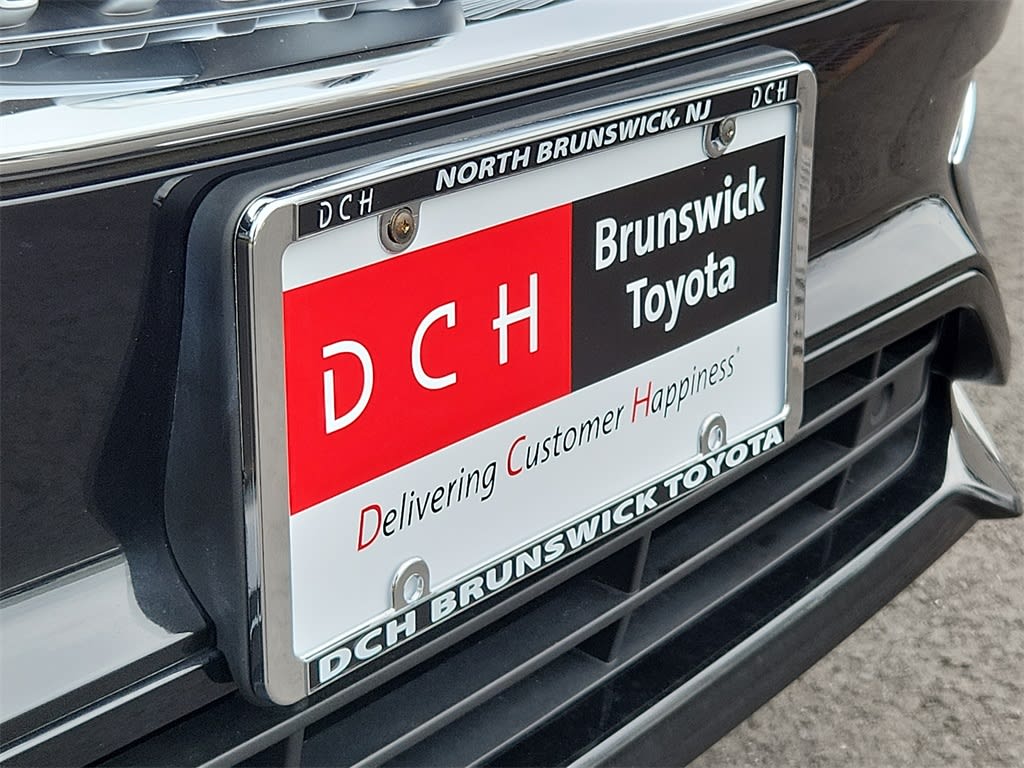 DCH NORTH BRUNSWICK, NJ DCH
DCH
Brunswick
Toyota
Delivering Customer Happiness
DCH BRUNSWICK TOYOTA